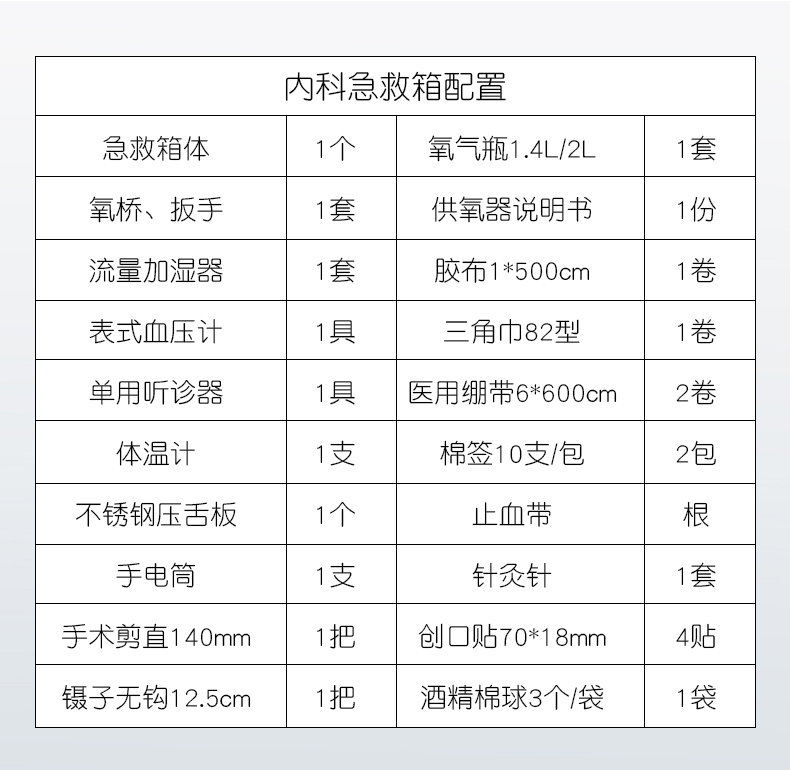 内科急救箱配置
急救箱体 1个 氧气瓶1.4L/2L 1套
氧桥、扳手 1套 供氧器说明书 1份
流量加湿器 1套 胶布1*500cm 1卷
表式血压计 1具 三角巾82型 1卷
单用听诊器 1具 医用绷带6*600cm 2卷
体温计 1支 棉签10支/包 2包
不锈钢压舌板 1个 止血带 根
手电筒 1支 针灸针 1套
手术剪直140mm 1把 创口贴70*18mm 4贴
镊子无钩12.5cm 1把 酒精棉球3个/袋 1袋